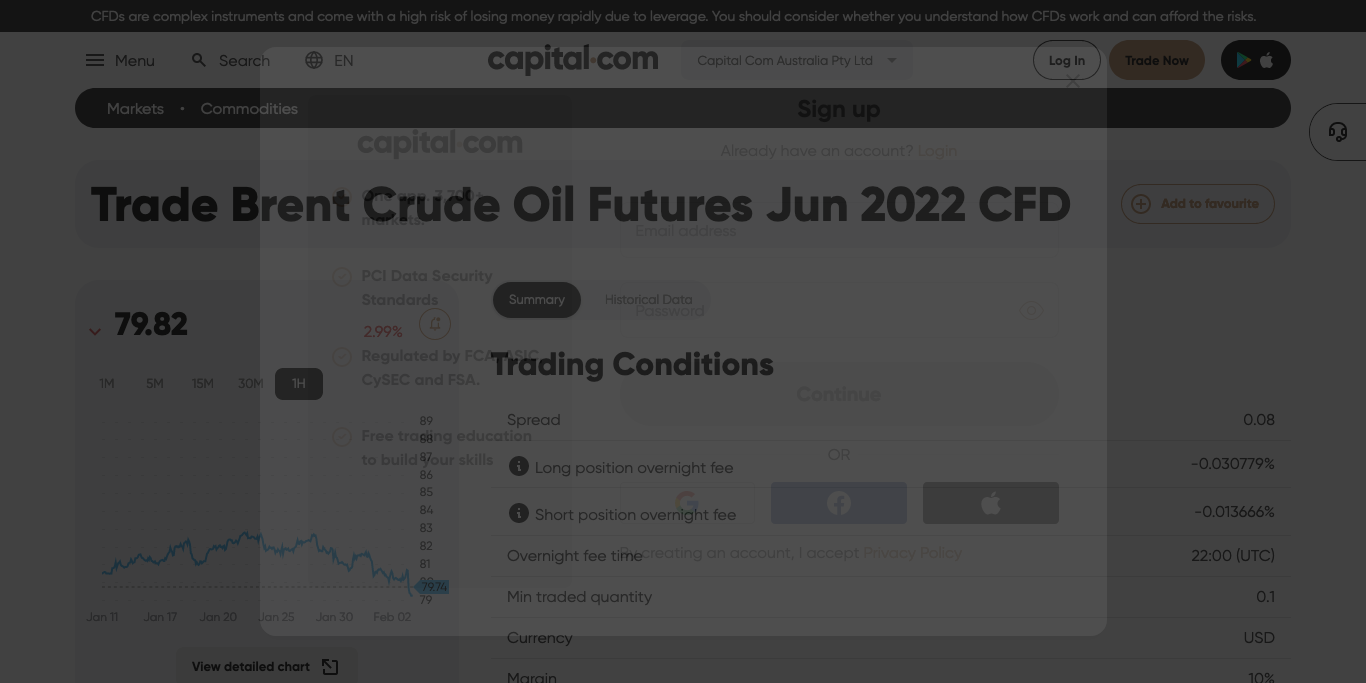 CFDs are complex instruments and come with a high risk of losing money rapidly due to leverage. You should consider whether you understand how CFDs work and can afford the risks.
Menu
Search
EN
capital.com
Capital Com Australia Pty Ltd
Log In
Trade Now
Markets • Commodities
Sign up
capital.com
Already have an account? Login
One app. 3,700+
markets.
Trade Brent Crude Oil Futures Jun 2022 CFD
Add to favourite
Email address
PCI Data Security
Standards
Summary
Historical Data
Password
79.82
2.99%
Regulated by FCA, ASIC,
CySEC and FSA.
Trading Conditions
1M 5M 15M 30M 1H
Continue
Free trading education
to build your skills
89
88
87
86
85
84
83
82
81
80
79.74
79
Jan 11 Jan 17 Jan 20 Jan 25 Jan 30 Feb 02
View detailed chart
Spread 0.08
OR
Long position overnight fee -0.030779%
Short position overnight fee -0.013666%
Overnight fee time 22:00 (UTC)
By creating an account, I accept Privacy Policy
Min traded quantity 0.1
Currency USD
Margin 10%